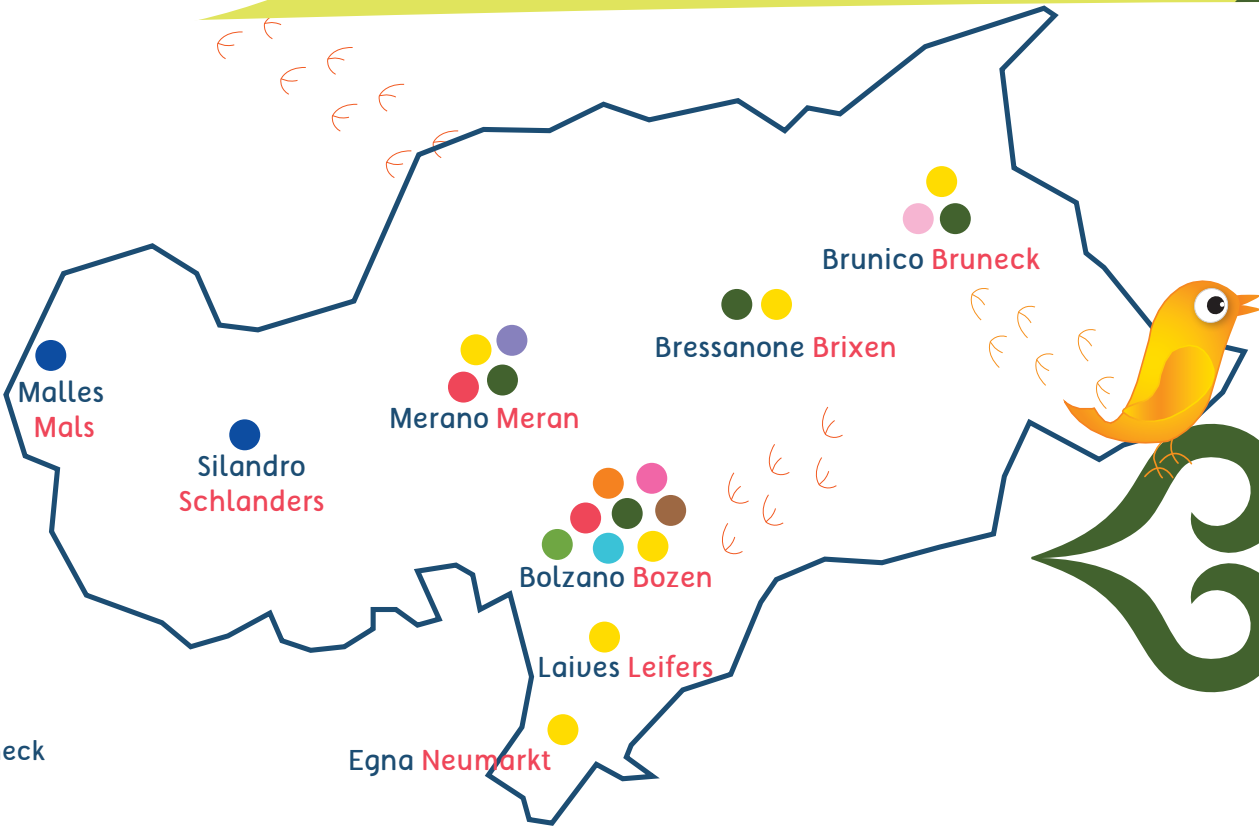 Brunico Bruneck
Bressanone Brixen
Malles
Mals
Merano Meran
Silandro
Schlanders
Bolzano Bozen
Laives Leifers
Egna Neumarkt
eck